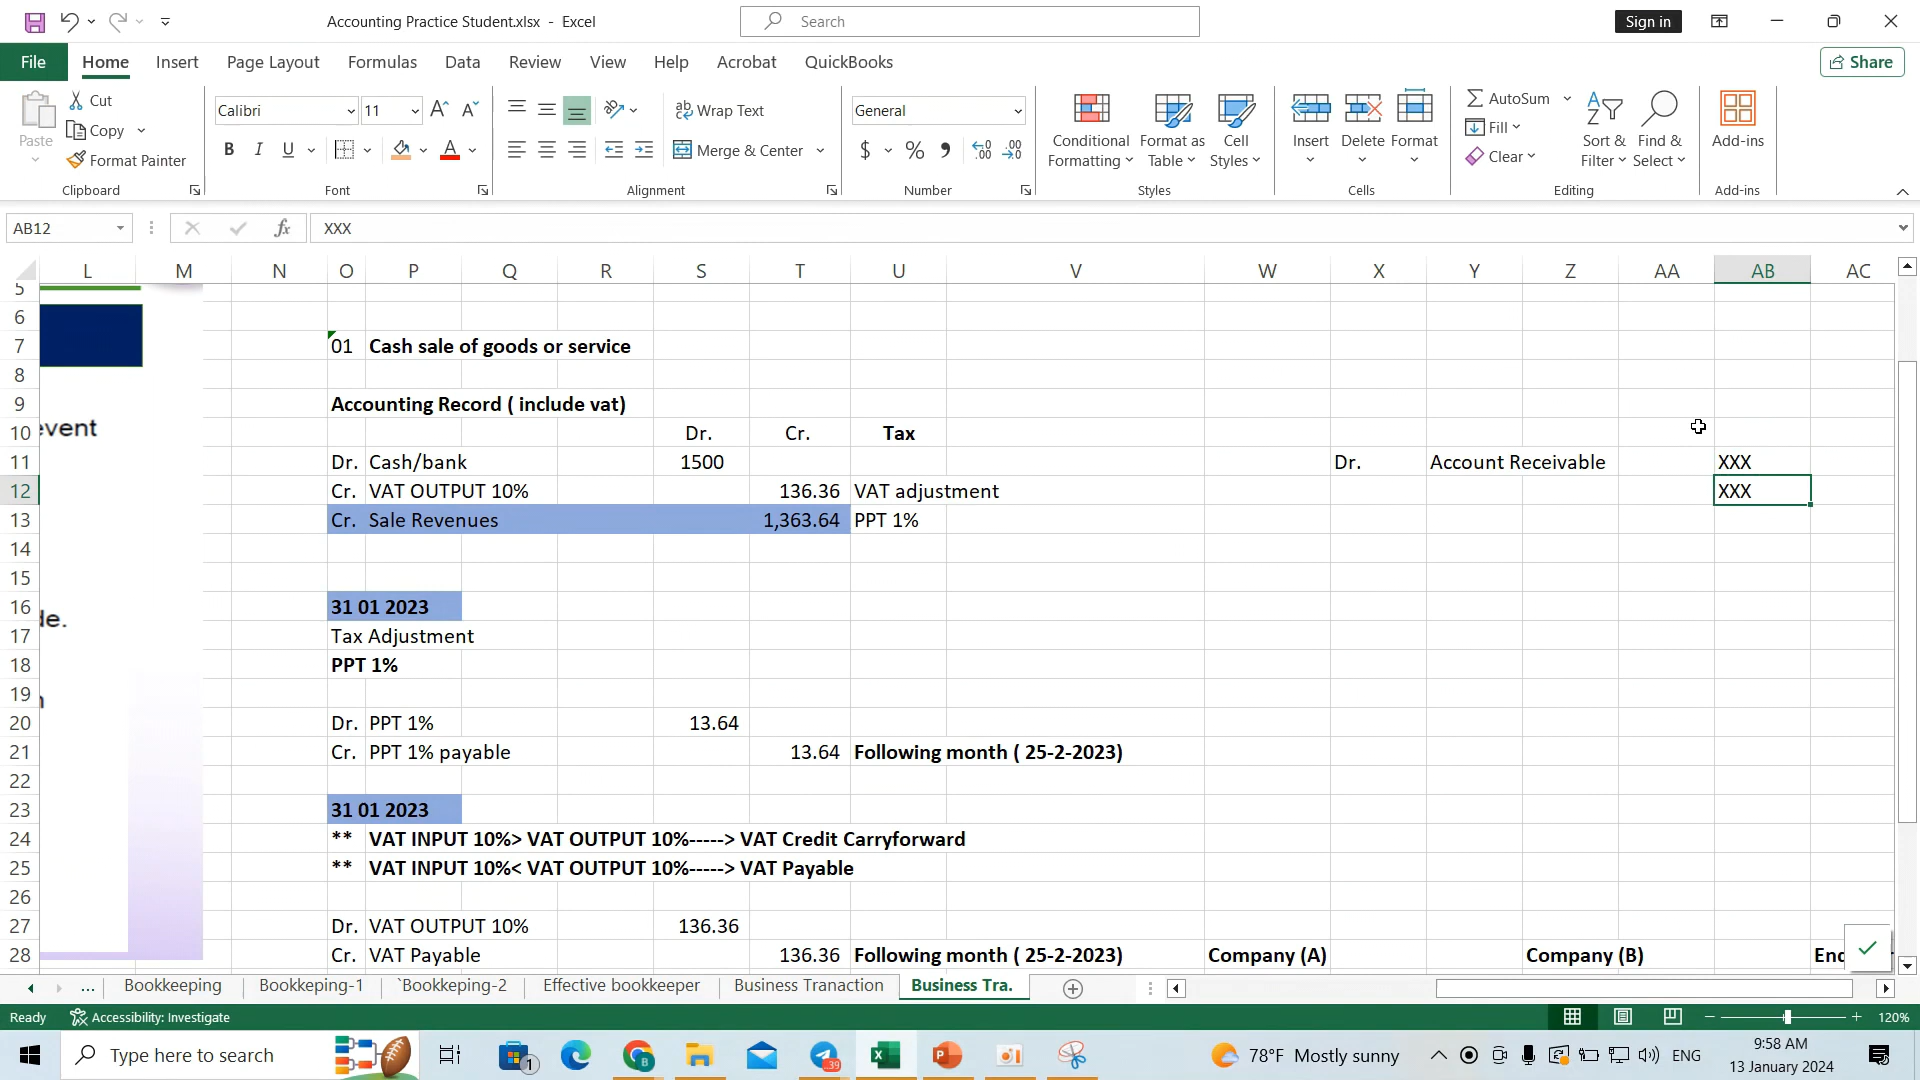 Accounting Practice Student.xlsx - Excel
Search
Sign in
File Home Insert Page Layout Formulas Data Review View Help Acrobat QuickBooks
Share
Paste
Cut
Copy
Format Painter
Clipboard
Calibri 11
B I U
Font
Wrap Text
Merge & Center
Alignment
General
$ % 9
Number
Conditional Formatting
Format as Table
Cell Styles
Styles
Insert Delete Format
Cells
AutoSum
Fill
Clear
Sort & Filter
Find & Select
Editing
Add-ins
Add-ins
AB12 fx XXX
L M N O P Q R S T U V W X Y Z AA AB AC
5
6
7 01 Cash sale of goods or service
8
9 Accounting Record ( include vat)
event
10 Dr. Cr. Tax
11 Dr. Cash/bank 1500 Dr. Account Receivable XXX
12 Cr. VAT OUTPUT 10% 136.36 VAT adjustment XXX
13 Cr. Sale Revenues 1,363.64 PPT 1%
14
15
16 31 01 2023
de.
17 Tax Adjustment
18 PPT 1%
19
20 Dr. PPT 1% 13.64
21 Cr. PPT 1% payable 13.64 Following month ( 25-2-2023)
22
23 31 01 2023
24 ** VAT INPUT 10%> VAT OUTPUT 10%-----> VAT Credit Carryforward
25 ** VAT INPUT 10%< VAT OUTPUT 10%-----> VAT Payable
26
27 Dr. VAT OUTPUT 10% 136.36
28 Cr. VAT Payable 136.36 Following month ( 25-2-2023) Company (A) Company (B)
... Bookkeeping Bookkeping-1 `Bookkeping-2 Effective bookkeeper Business Tranaction Business Tra.
Ready Accessibility: Investigate 120%
Type here to search
1
39
78°F Mostly sunny
ENG
9:58 AM
13 January 2024